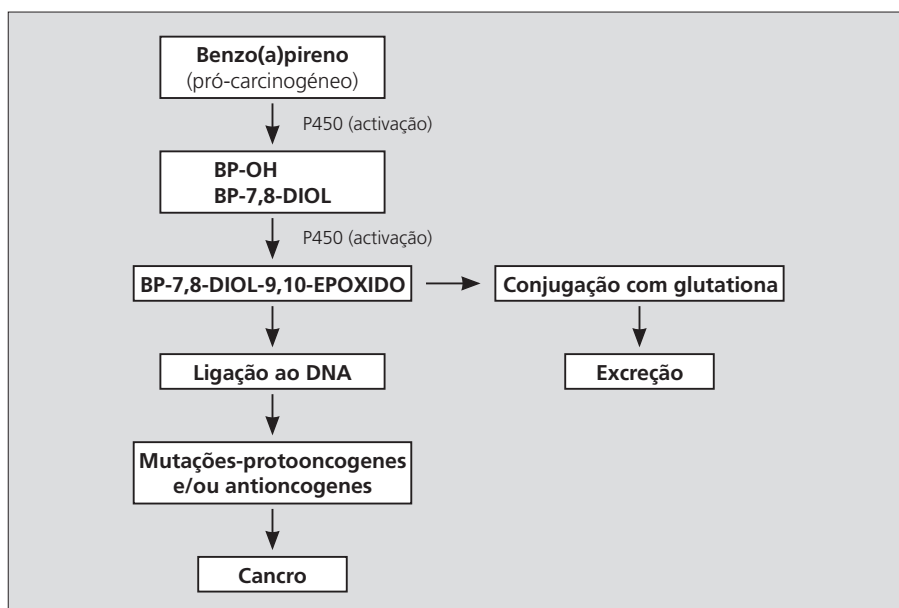 Benzo(a)pireno
(pró-carcinogéneo)
P450 (activação)
BP-OH
BP-7,8-DIOL
P450 (activação)
BP-7,8-DIOL-9,10-EPOXIDO
Conjugação com glutationa
Ligação ao DNA
Excreção
Mutações-protooncogenes
e/ou antioncogenes
Cancro